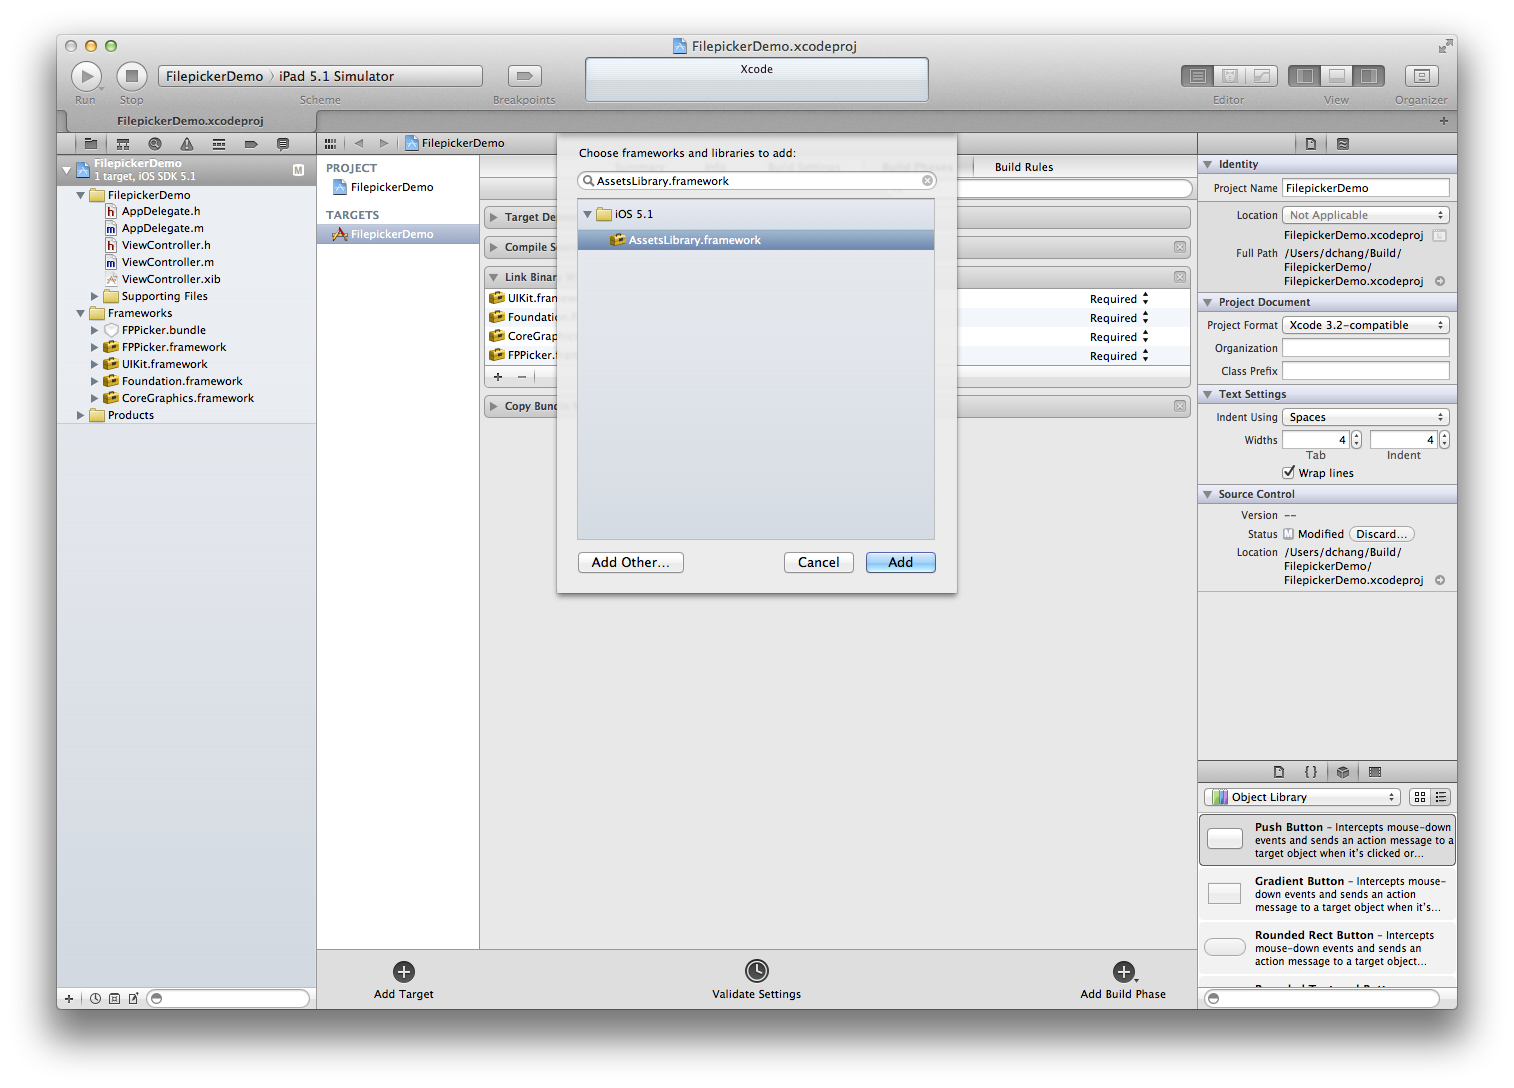 FilepickerDemo.xcodeproj
FilepickerDemo
iPad 5.1 Simulator
Xcode
Run
Stop
Scheme
Breakpoints
Editor
View
Organizer
FilepickerDemo.xcodeproj
FilepickerDemo
1 target, iOS SDK 5.1
M
FilepickerDemo
AppDelegate.h
AppDelegate.m
ViewController.h
ViewController.m
ViewController.xib
Supporting Files
Frameworks
FPPicker.bundle
FPPicker.framework
UIKit.framework
Foundation.framework
CoreGraphics.framework
Products
FilepickerDemo
PROJECT
FilepickerDemo
TARGETS
FilepickerDemo
Build Rules
Target De
Compile S
Link Binary
UIKit.fram
Required
Foundation
Required
CoreGrap
Required
FPPicker.
Required
Copy Bund
Choose frameworks and libraries to add:
AssetsLibrary.framework
iOS 5.1
AssetsLibrary.framework
Add Other...
Cancel
Add
Add Target
Validate Settings
Add Build Phase
Identity
Project Name
FilepickerDemo
Location
Not Applicable
FilepickerDemo.xcodeproj
Full Path
/Users/dchang/Build/
FilepickerDemo/
FilepickerDemo.xcodeproj
Project Document
Project Format
Xcode 3.2-compatible
Organization
Class Prefix
Text Settings
Indent Using
Spaces
Widths
4
4
Tab
Indent
Wrap lines
Source Control
Version
--
Status
M
Modified
Discard...
Location
/Users/dchang/Build/
FilepickerDemo/
FilepickerDemo.xcodeproj
{ }
Object Library
Push Button - Intercepts mouse-down
events and sends an action message to a
target object when it's clicked or...
Gradient Button - Intercepts mouse-
down events and sends an action
message to a target object when it's...
Rounded Rect Button - Intercepts
mouse-down events and sends an
action message to a target object...